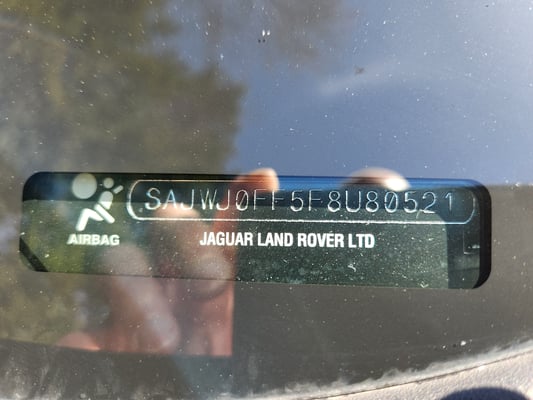 SAJWJ0FF5F8U80521
AIRBAG
JAGUAR LAND ROVER LTD